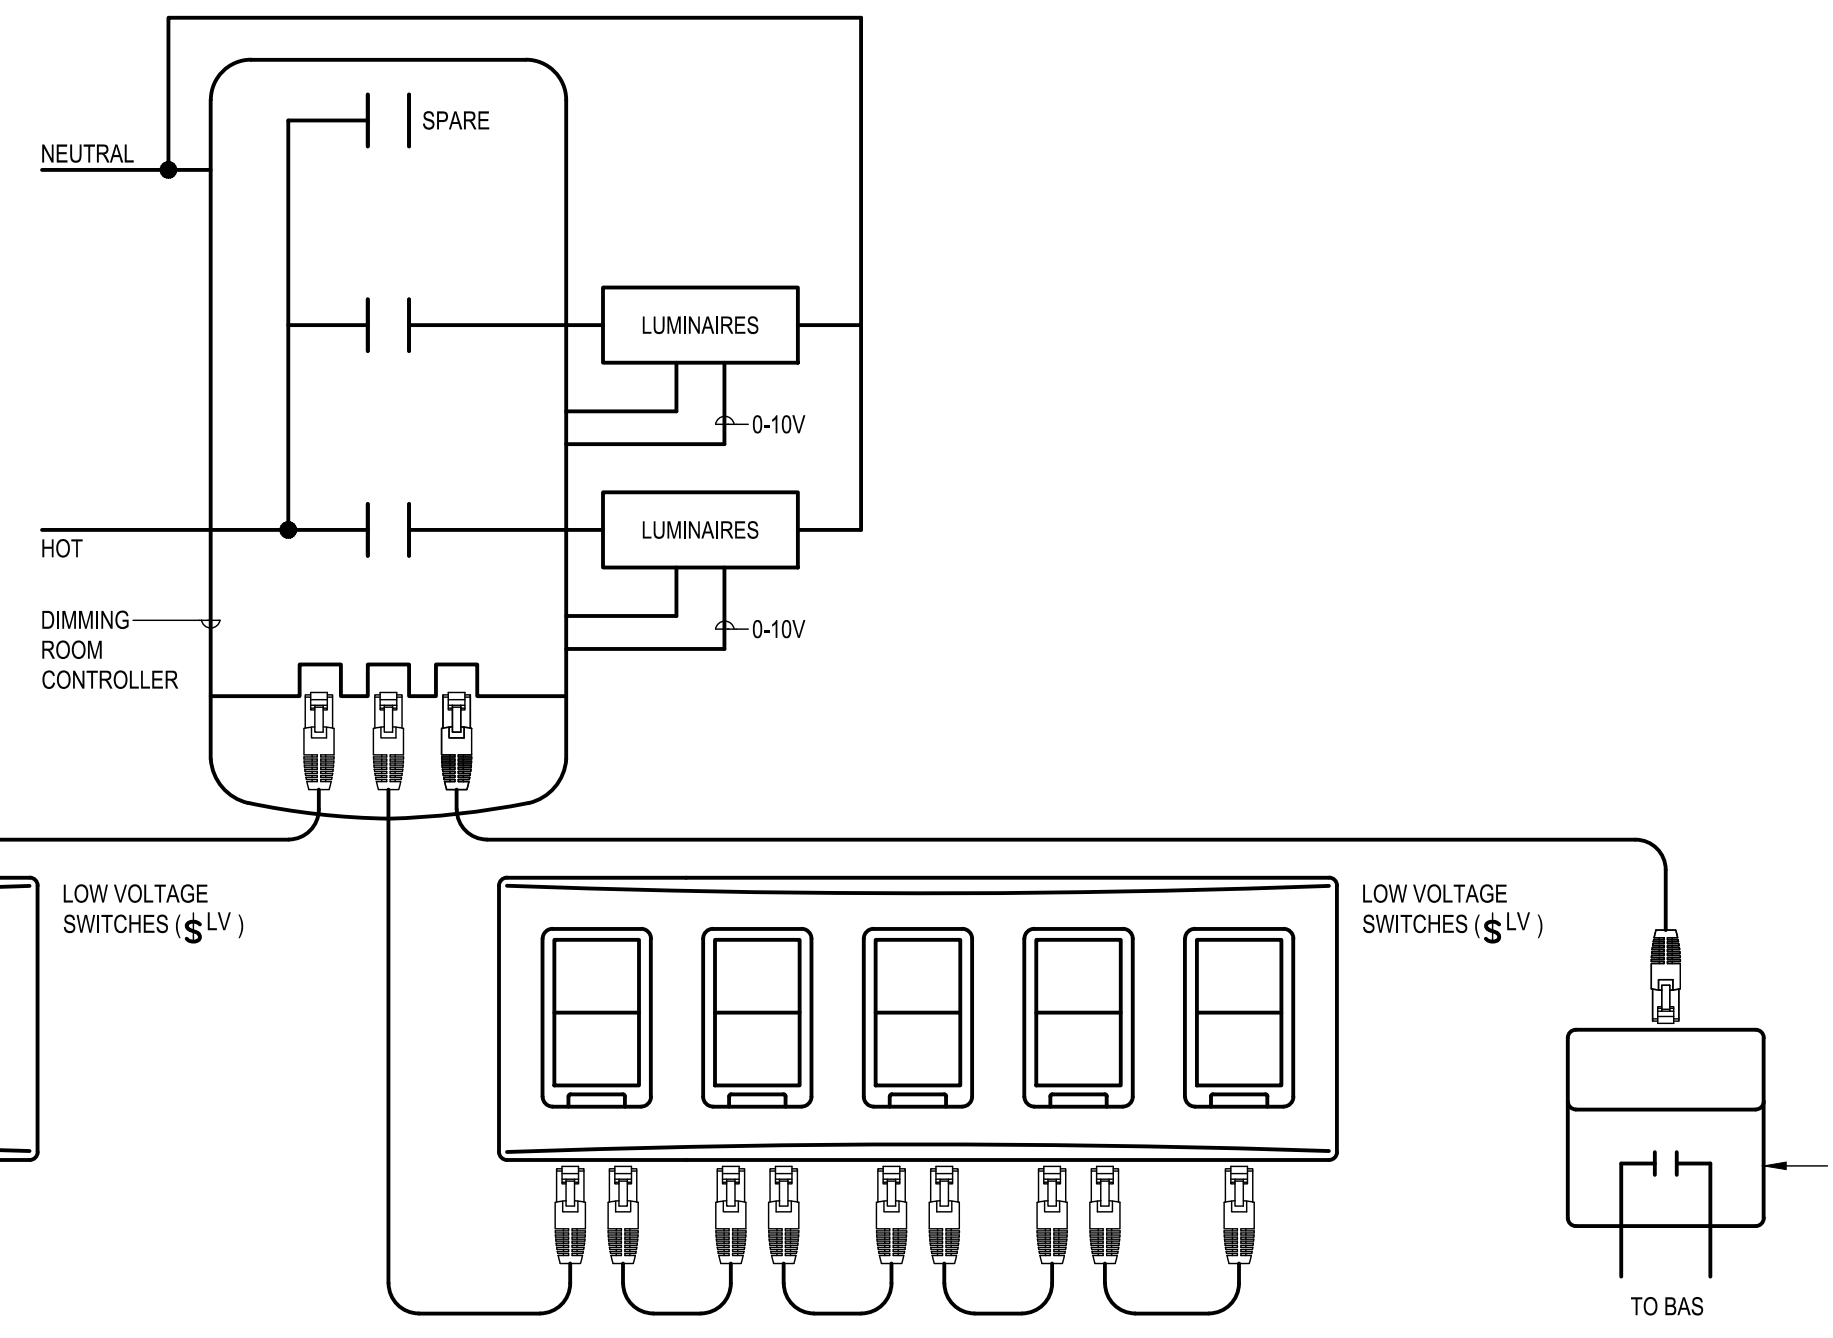 SPARE
NEUTRAL
LUMINAIRES
0-10V
LUMINAIRES
HOT
0-10V
DIMMING
ROOM
CONTROLLER
LOW VOLTAGE
SWITCHES ( $ LV )
LOW VOLTAGE
SWITCHES ( $ LV )
TO BAS